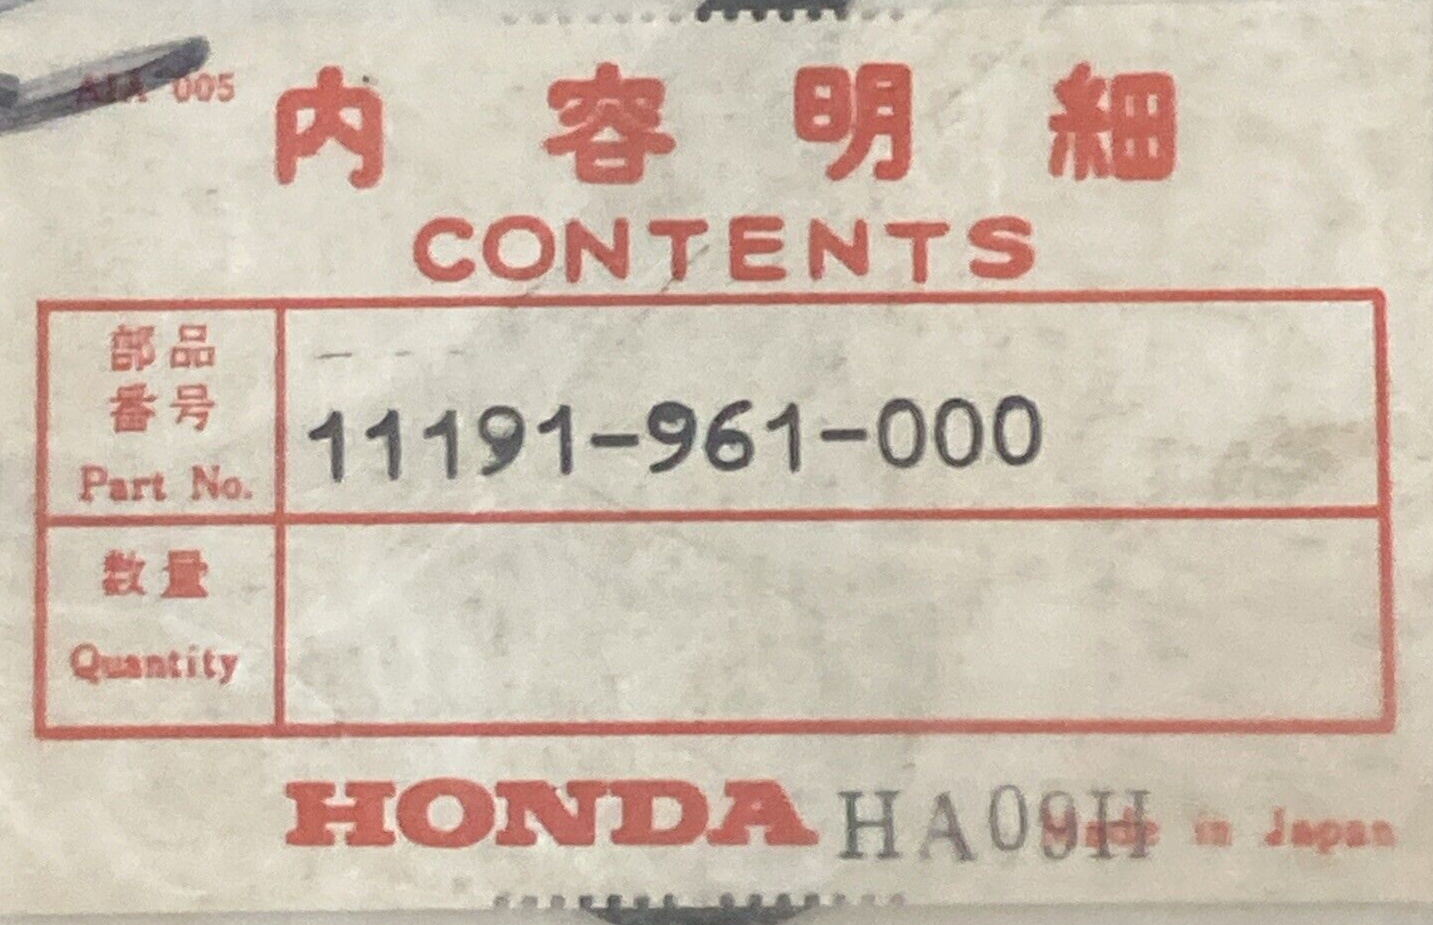 AIA 005
内容明細
CONTENTS
部品
番号
Part No.
11191-961-000
数量
Quantity
HONDA HA09H Made in Japan